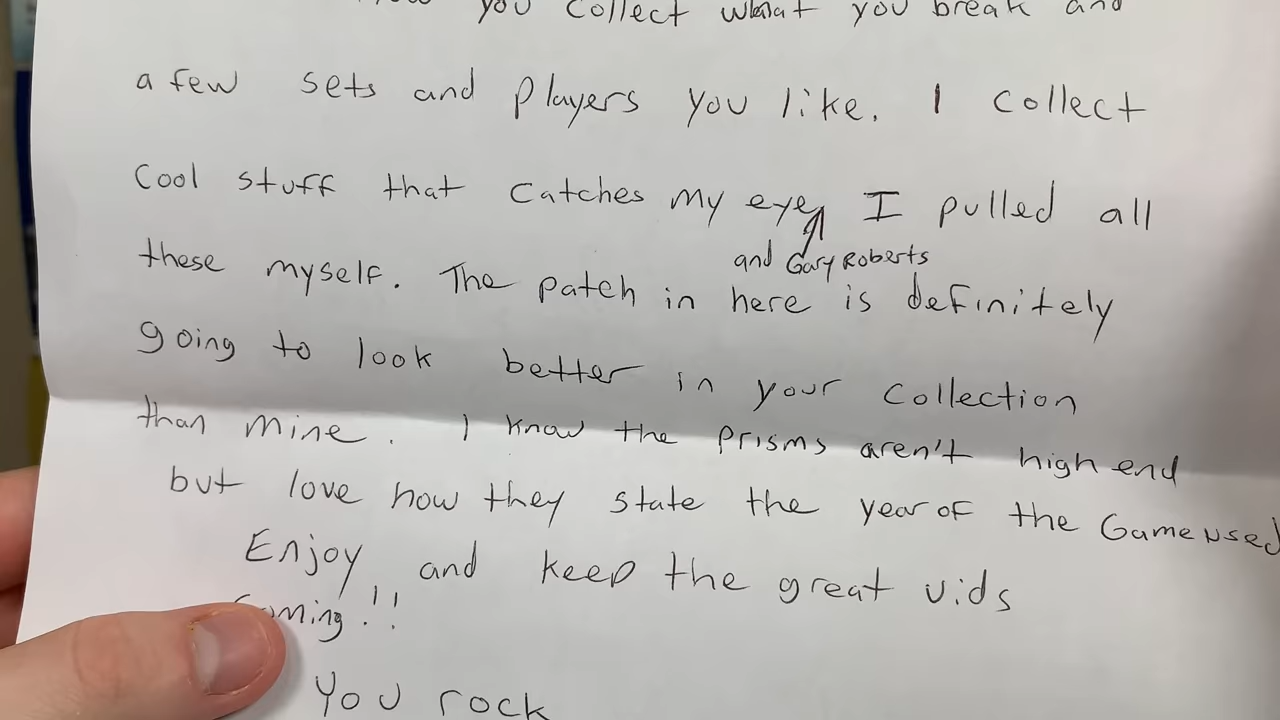 you collect what you break and
a few sets and players you like. I collect
cool stuff that catches my eye, I pulled all
and Gary Roberts
these myself. The patch in here is definitely
going to look better in your collection
than mine. I know the prisms aren't high end
but love how they state the year of the Game used
Enjoy, and keep the great vids
coming!!
You rock